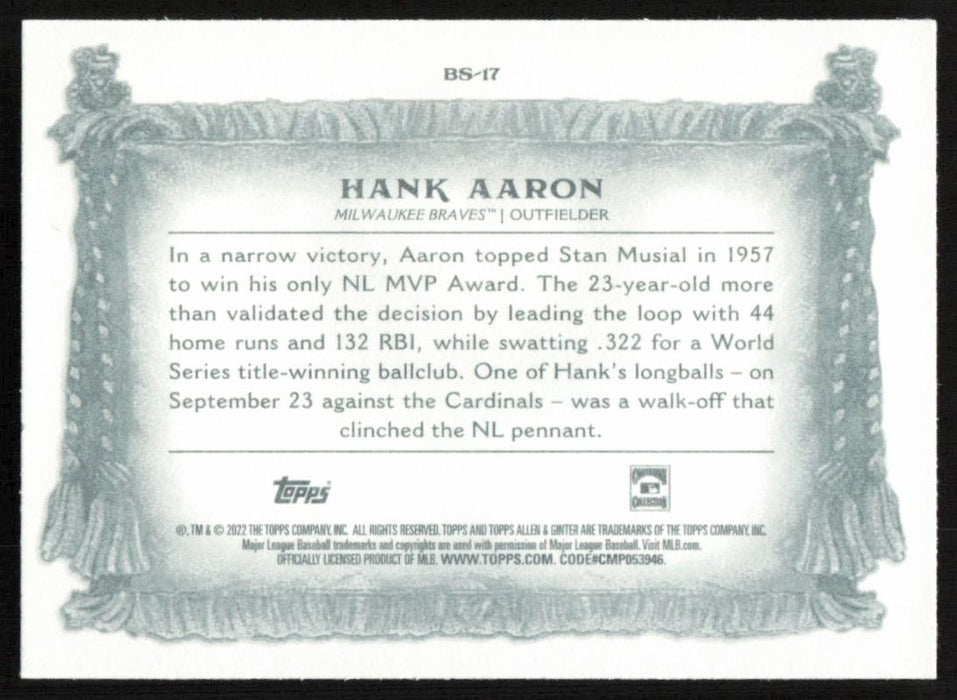 BS-17
HANK AARON
MILWAUKEE BRAVES™ | OUTFIELDER
In a narrow victory, Aaron topped Stan Musial in 1957
to win his only NL MVP Award. The 23-year-old more
than validated the decision by leading the loop with 44
home runs and 132 RBI, while swatting .322 for a World
Series title-winning ballclub. One of Hank's longballs – on
September 23 against the Cardinals – was a walk-off that
clinched the NL pennant.
topps
COOPERSTOWN
COLLECTION
®, TM & © 2022 THE TOPPS COMPANY, INC. ALL RIGHTS RESERVED. TOPPS AND TOPPS ALLEN & GINTER ARE TRADEMARKS OF THE TOPPS COMPANY, INC.
Major League Baseball trademarks and copyrights are used with permission of Major League Baseball. Visit MLB.com.
OFFICIALLY LICENSED PRODUCT OF MLB. WWW.TOPPS.COM. CODE#CMP053946.